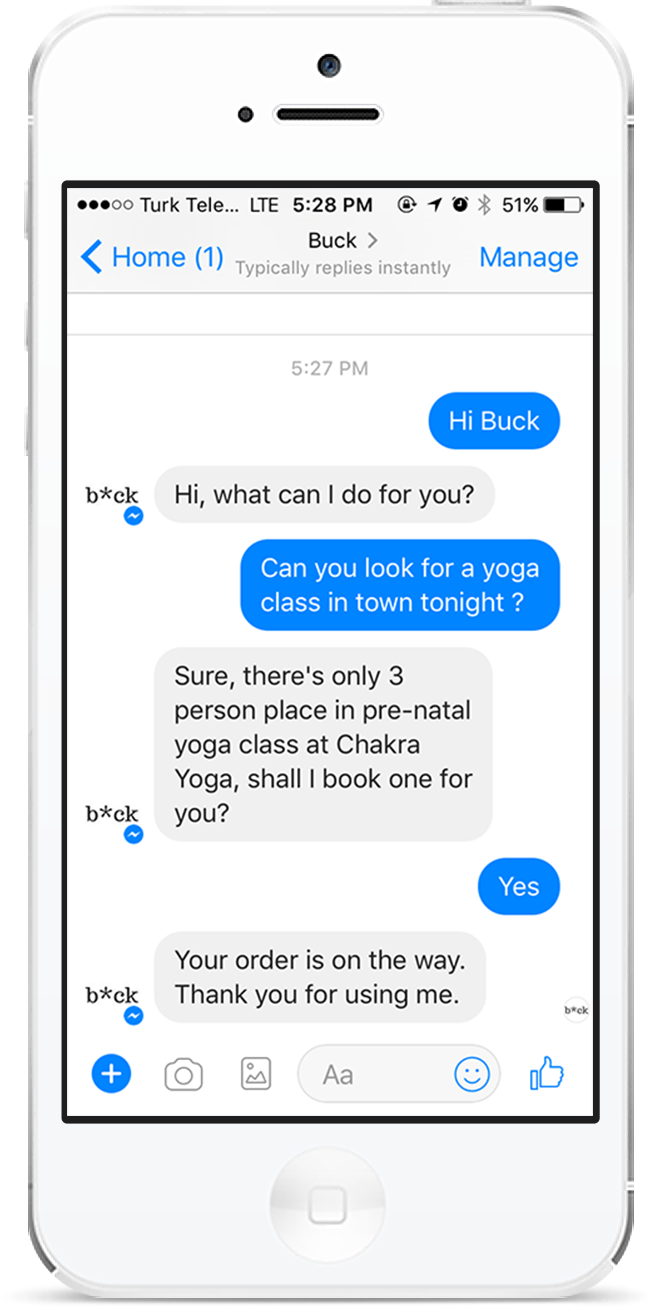 Turk Tele... LTE 5:28 PM 51%
Home (1) Buck Manage
Typically replies instantly
5:27 PM
Hi Buck
b*ck Hi, what can I do for you?
Can you look for a yoga
class in town tonight ?
Sure, there's only 3
person place in pre-natal
yoga class at Chakra
Yoga, shall I book one for
you?
b*ck
Yes
Your order is on the way.
b*ck Thank you for using me.
b*ck
Aa